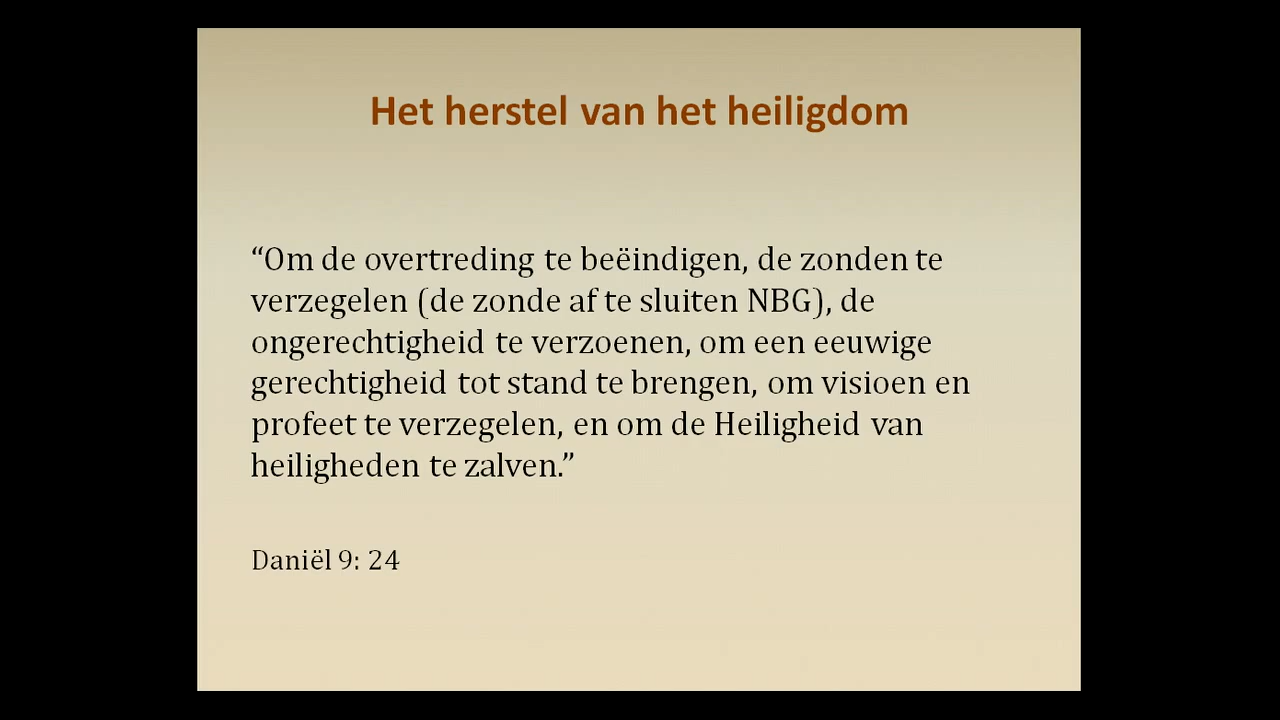 Het herstel van het heiligdom
“Om de overtreding te beëindigen, de zonden te
verzegelen (de zonde af te sluiten NBG), de
ongerechtigheid te verzoenen, om een eeuwige
gerechtigheid tot stand te brengen, om visioen en
profeet te verzegelen, en om de Heiligheid van
heiligheden te zalven.”
Daniël 9: 24